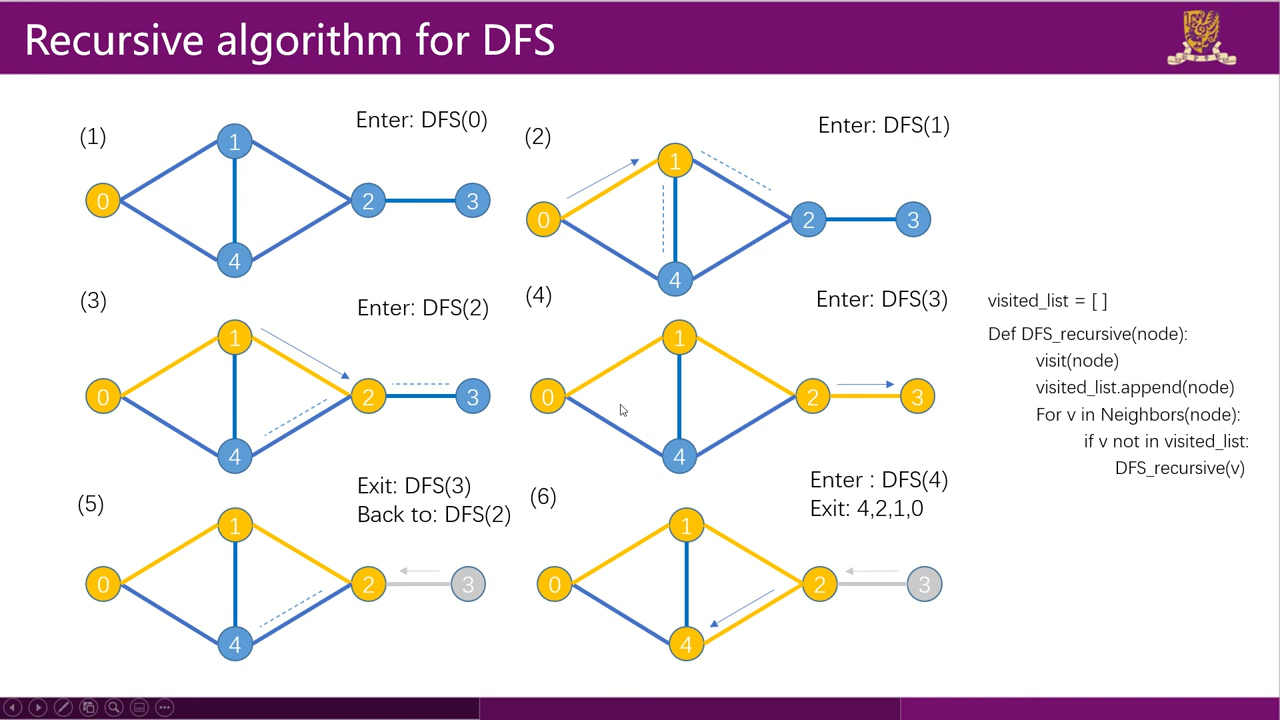 Recursive algorithm for DFS
(1)
Enter: DFS(0)
0
1
2
3
4
(2)
Enter: DFS(1)
0
1
2
3
4
(3)
Enter: DFS(2)
0
1
2
3
4
(4)
Enter: DFS(3)
0
1
2
3
4
(5)
Exit: DFS(3)
Back to: DFS(2)
0
1
2
3
4
(6)
Enter : DFS(4)
Exit: 4,2,1,0
0
1
2
3
4
visited_list = [ ]
Def DFS_recursive(node):
visit(node)
visited_list.append(node)
For v in Neighbors(node):
if v not in visited_list:
DFS_recursive(v)